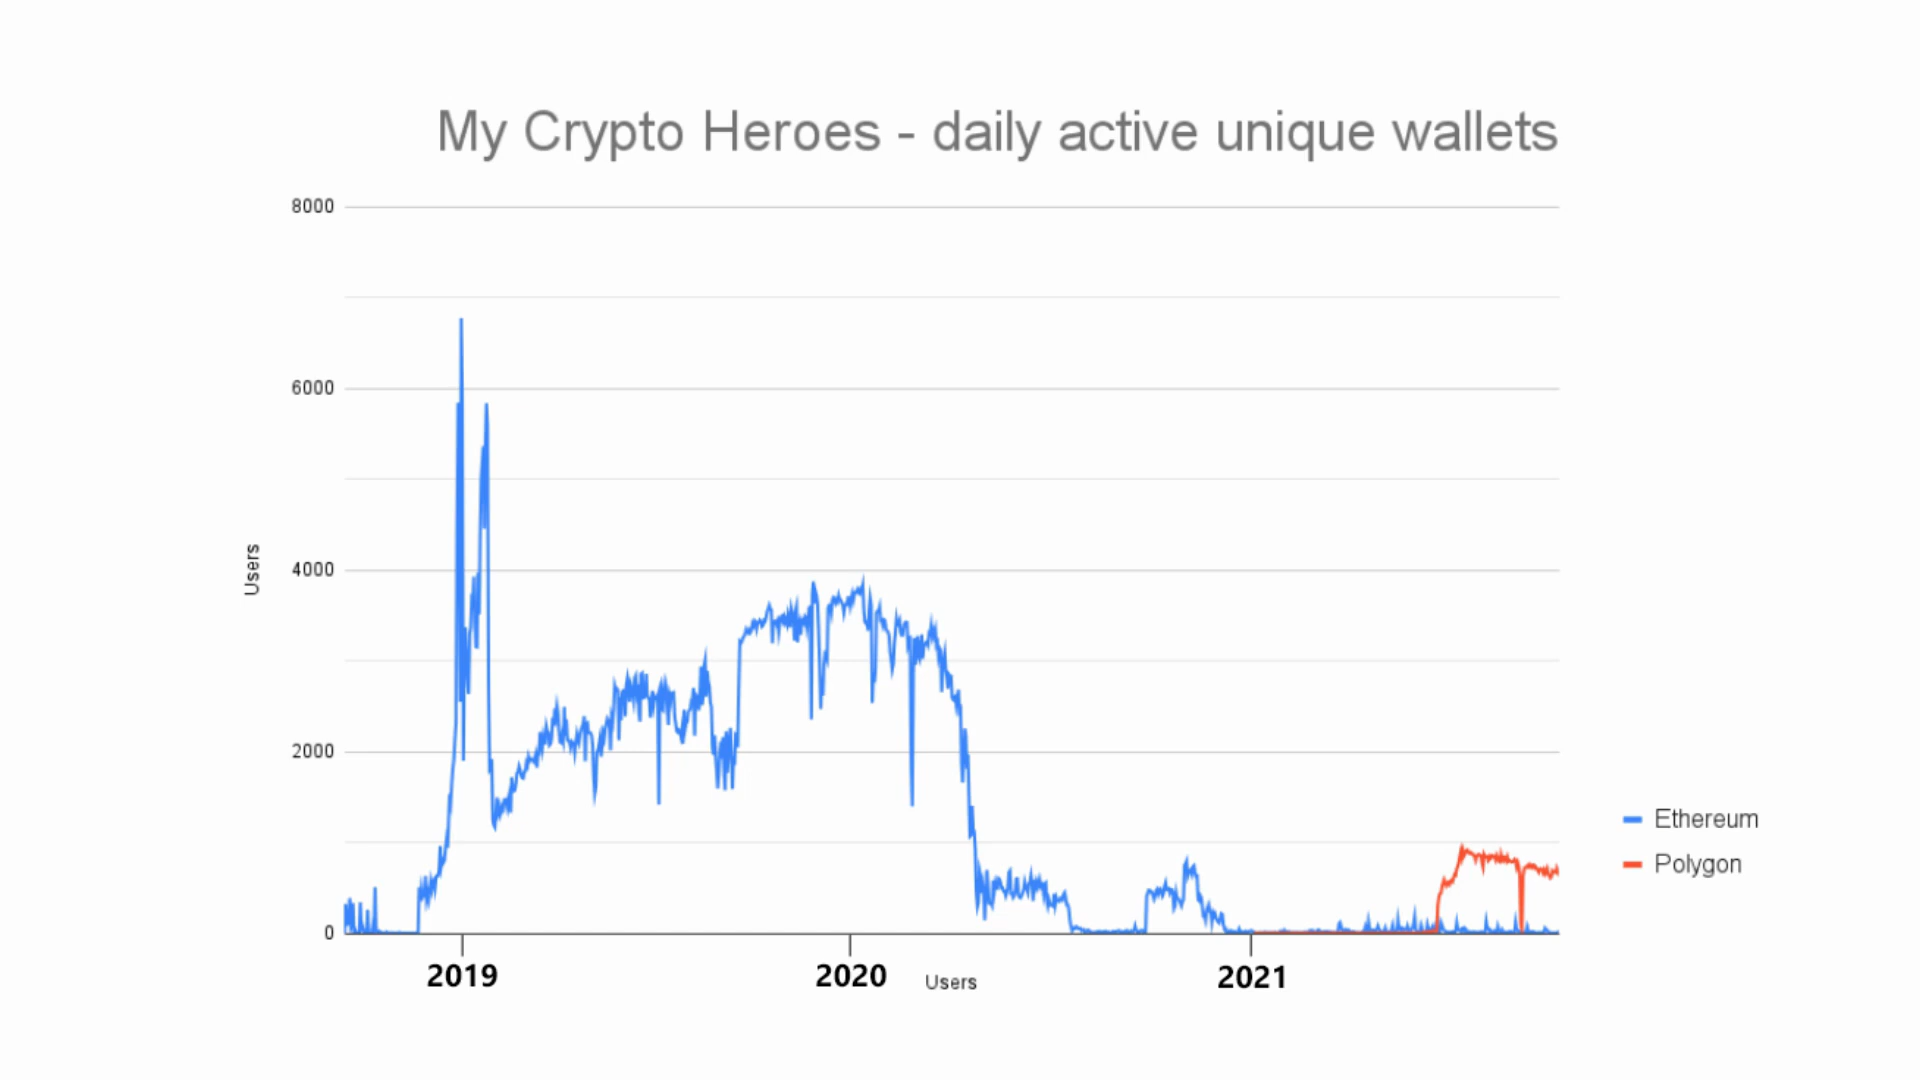 My Crypto Heroes - daily active unique wallets
8000
6000
Users
4000
2000
Ethereum
Polygon
0
2019
2020
Users
2021